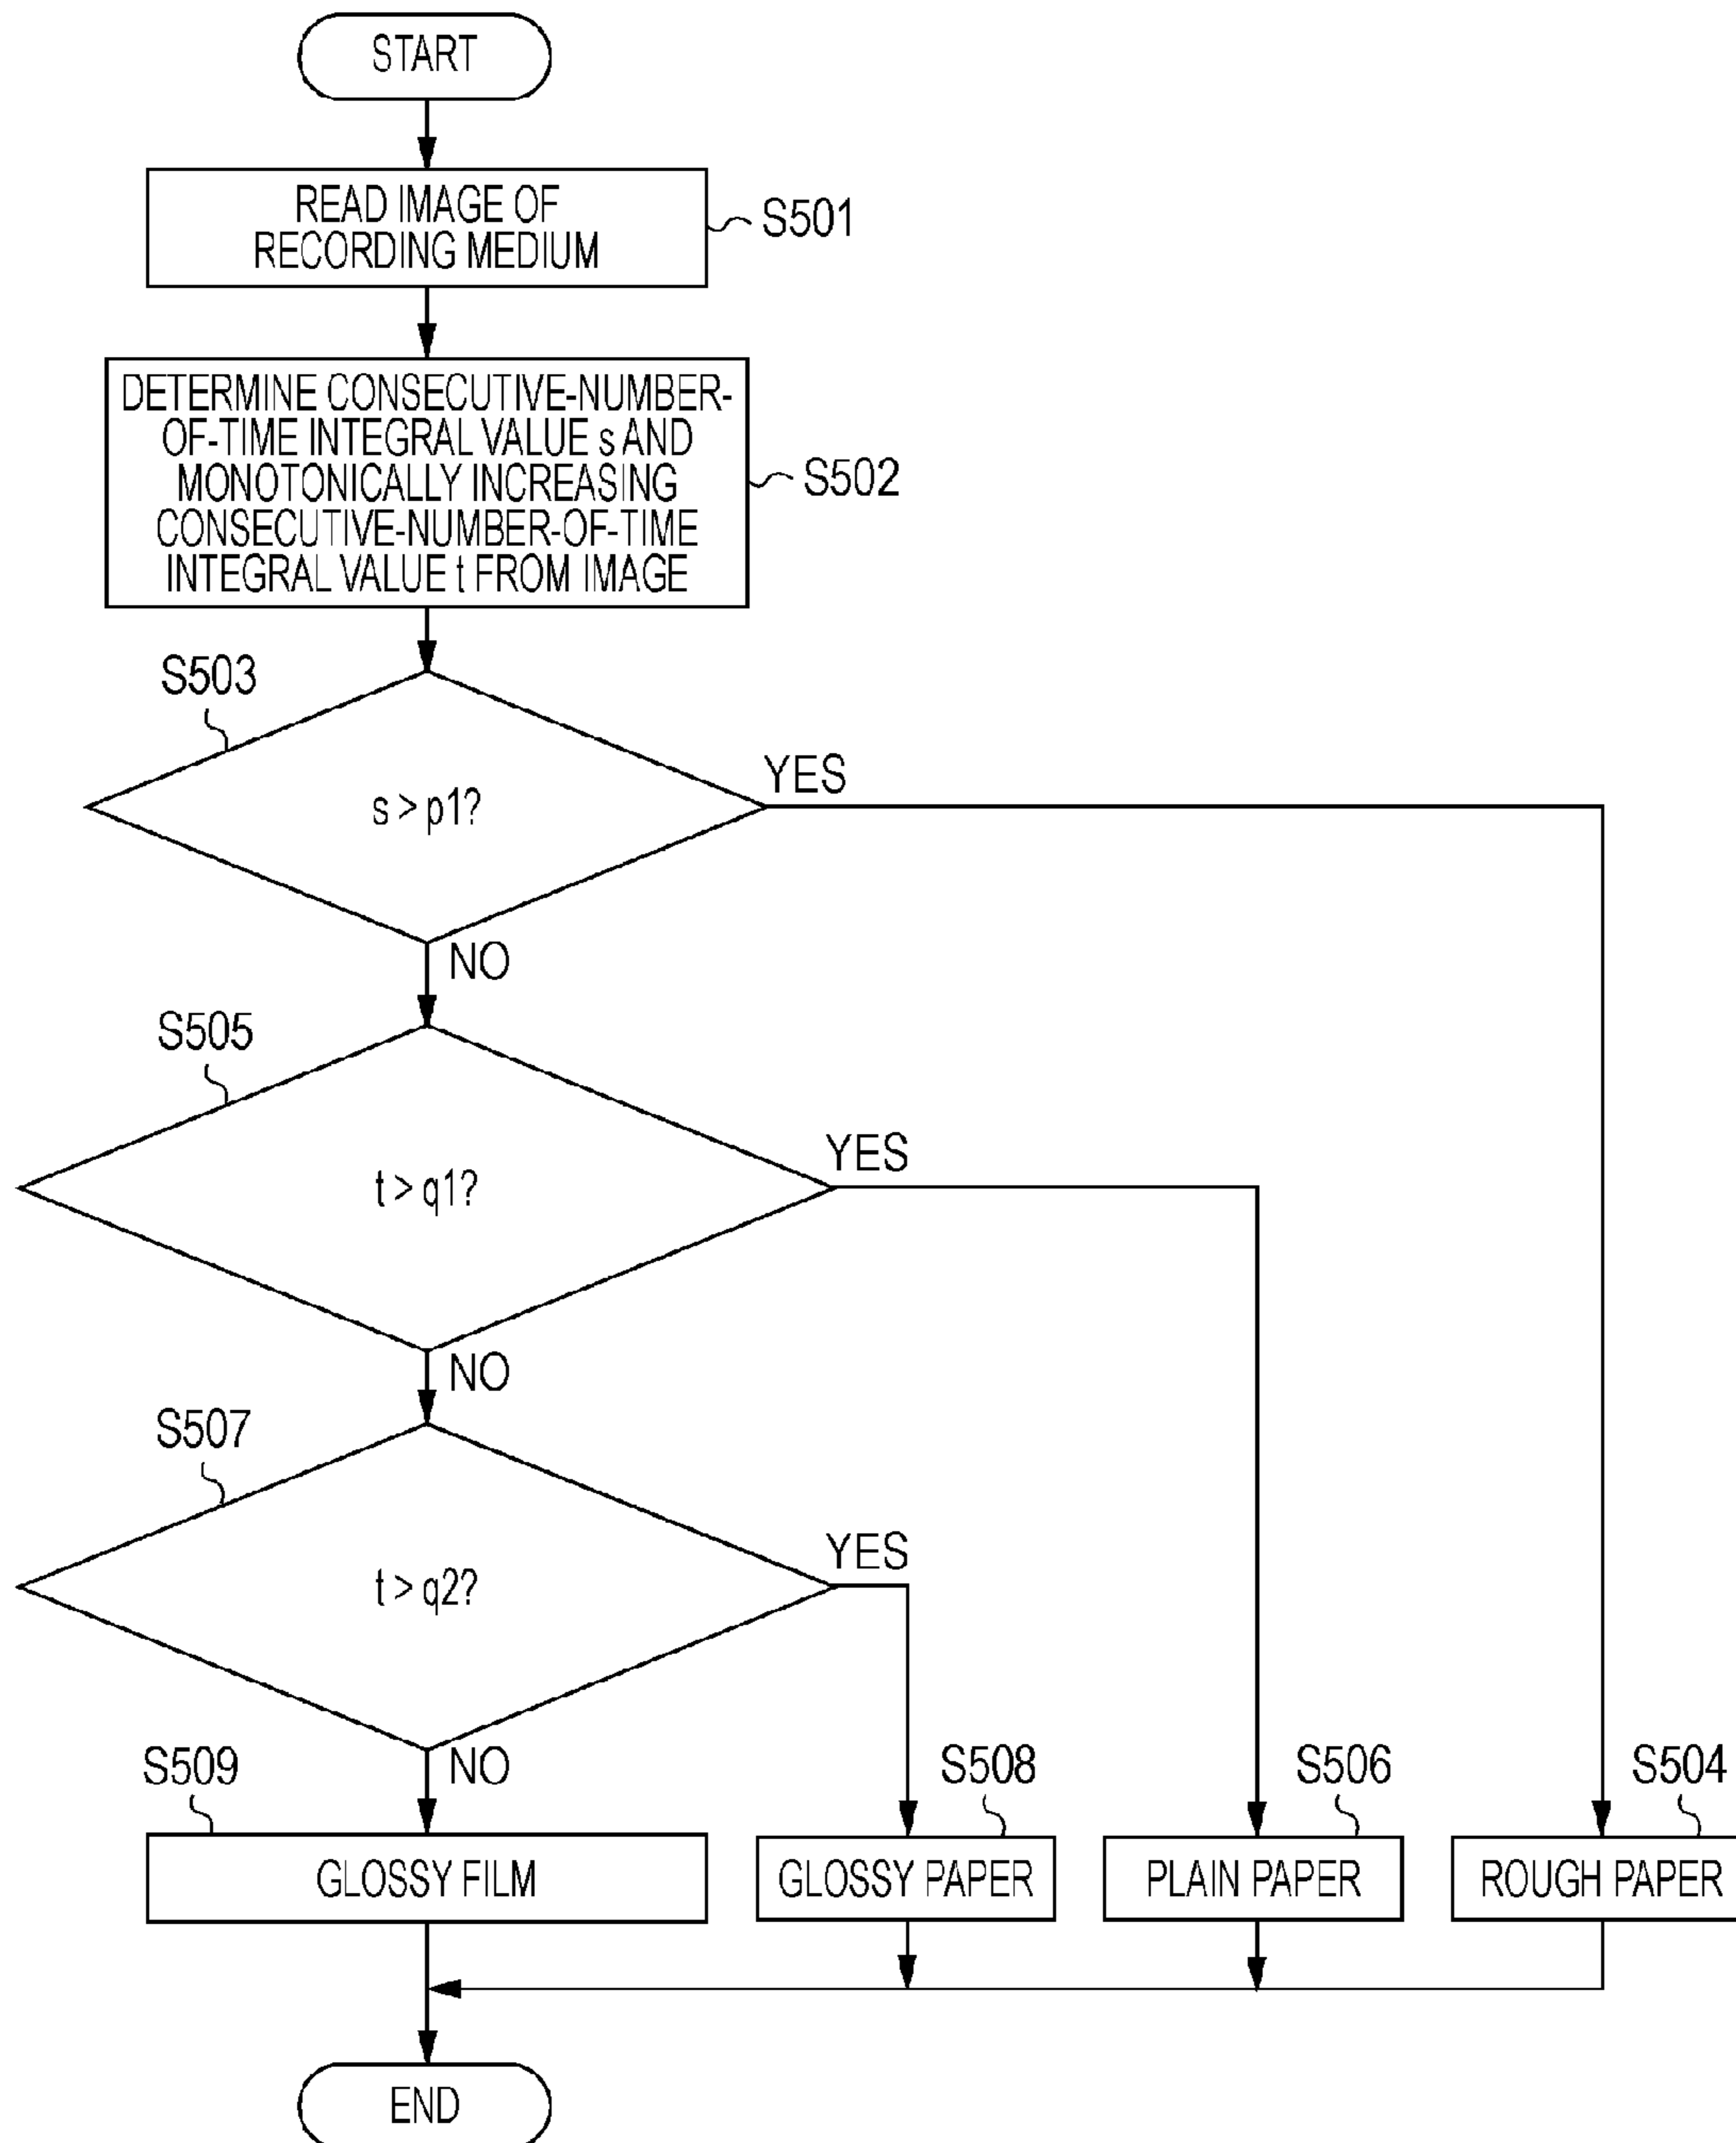 START
READ IMAGE OF
RECORDING MEDIUM
S501
DETERMINE CONSECUTIVE-NUMBER-
OF-TIME INTEGRAL VALUE s AND
MONOTONICALLY INCREASING
CONSECUTIVE-NUMBER-OF-TIME
INTEGRAL VALUE t FROM IMAGE
S502
S503
s > p1?
YES
NO
S505
t > q1?
YES
NO
S507
t > q2?
YES
NO
S509
GLOSSY FILM
S508
GLOSSY PAPER
S506
PLAIN PAPER
S504
ROUGH PAPER
END